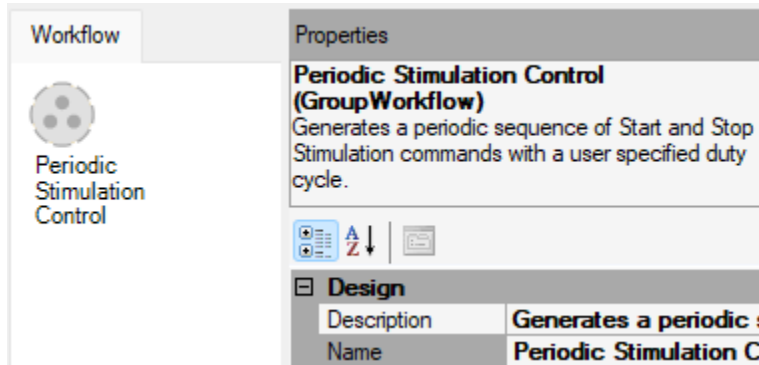 Workflow
Periodic
Stimulation
Control
Properties
Periodic Stimulation Control
(GroupWorkflow)
Generates a periodic sequence of Start and Stop
Stimulation commands with a user specified duty
cycle.
A
Z
Design
Description Generates a periodic s
Name Periodic Stimulation C